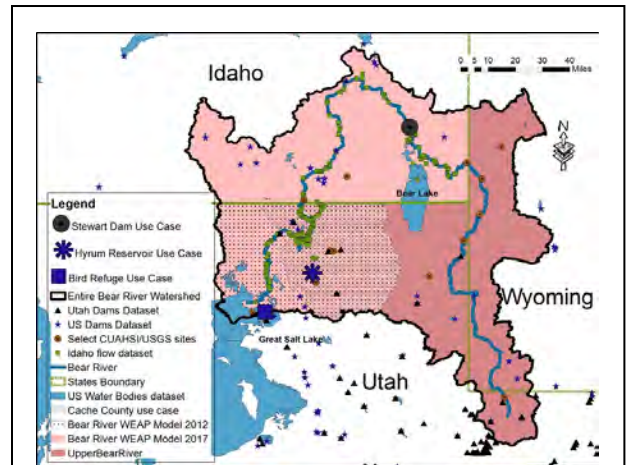 Idaho
0 5 10 20 30 40
Miles
N
Bear Lake
Legend
Stewart Dam Use Case
Hyrum Reservoir Use Case
Bird Refuge Use Case
Entire Bear River Watershed
Utah Dams Dataset
US Dams Dataset
Select CUAHSI/USGS sites
Idaho flow dataset
Bear River
States Boundary
US Water Bodies dataset
Cache County use case
Bear River WEAP Model 2012
Bear River WEAP Model 2017
UpperBearRiver
Wyoming
Great Salt Lake
Utah